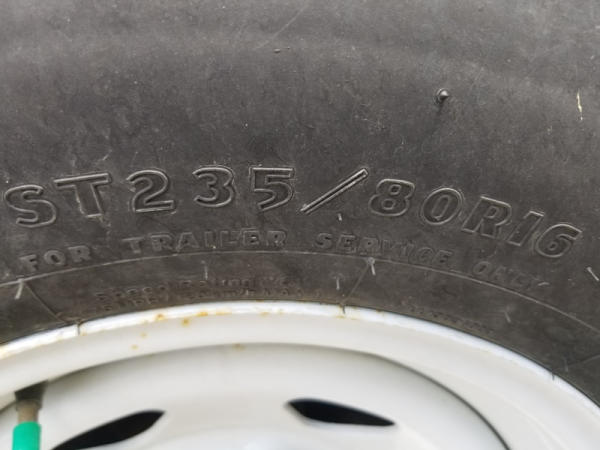 ST235/80R16
FOR TRAILER SERVICE ONLY